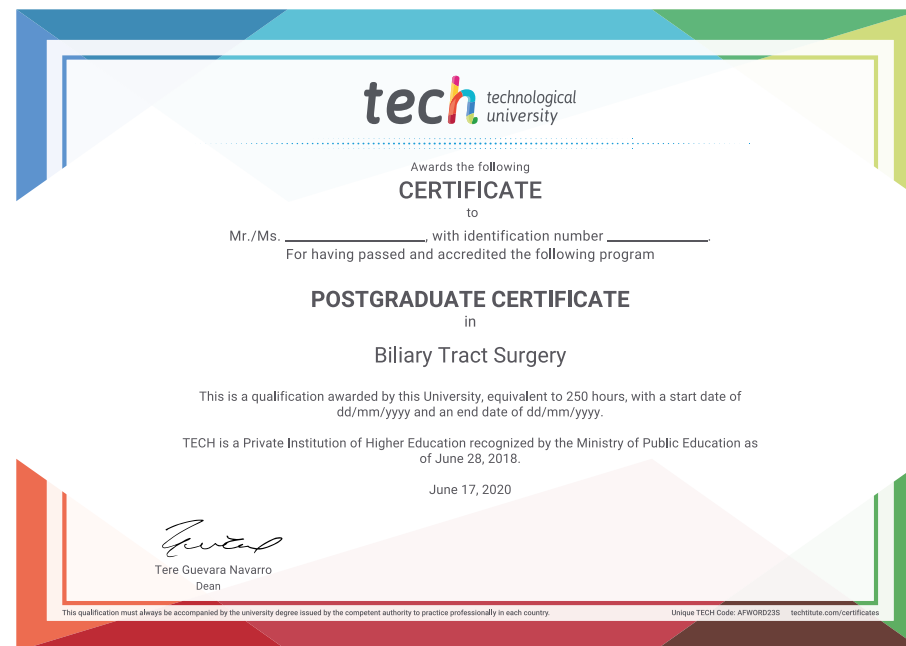 tech technological
university
Awards the following
CERTIFICATE
to
Mr./Ms. ____________________, with identification number ______________.
For having passed and accredited the following program
POSTGRADUATE CERTIFICATE
in
Biliary Tract Surgery
This is a qualification awarded by this University, equivalent to 250 hours, with a start date of
dd/mm/yyyy and an end date of dd/mm/yyyy.
TECH is a Private Institution of Higher Education recognized by the Ministry of Public Education as
of June 28, 2018.
June 17, 2020
Tere Guevara Navarro
Dean
This qualification must always be accompanied by the university degree issued by the competent authority to practice professionally in each country. Unique TECH Code: AFWORD23S techtitute.com/certificates